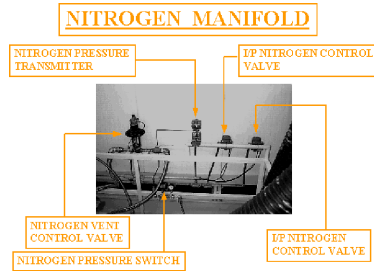 NITROGEN MANIFOLD
NITROGEN PRESSURE
TRANSMITTER
I/P NITROGEN CONTROL
VALVE
NITROGEN VENT
CONTROL VALVE
I/P NITROGEN
CONTROL VALVE
NITROGEN PRESSURE SWITCH